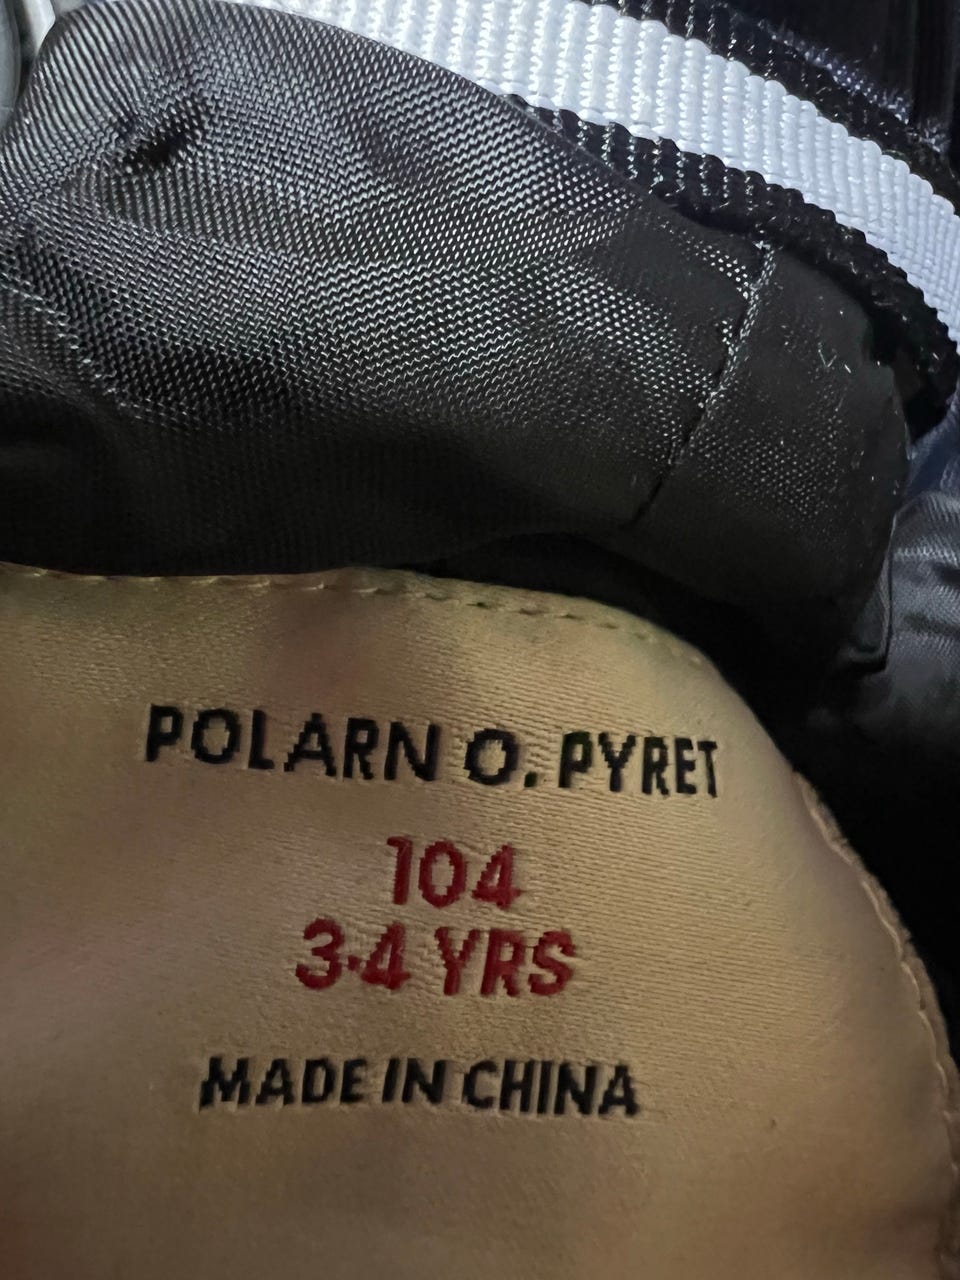 POLARN O. PYRET
104
3-4 YRS
MADE IN CHINA